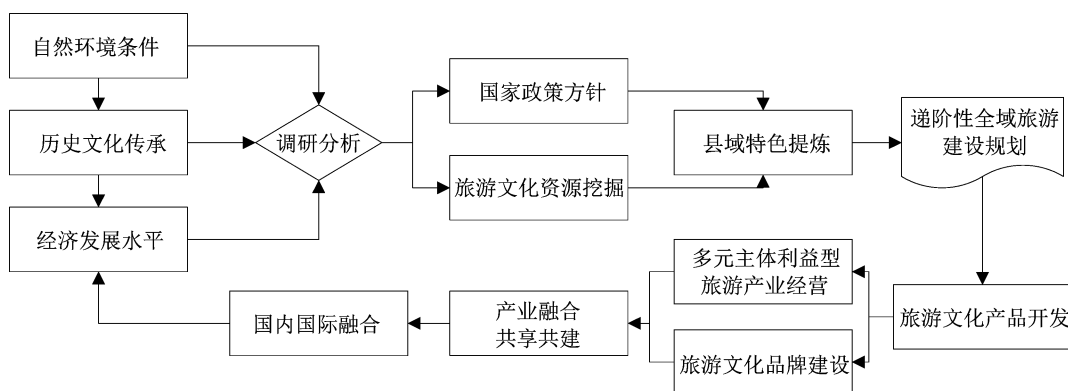 自然环境条件
历史文化传承
经济发展水平
调研分析
国家政策方针
旅游文化资源挖掘
县域特色提炼
递阶性全域旅游
建设规划
旅游文化产品开发
多元主体利益型
旅游产业经营
旅游文化品牌建设
产业融合
共享共建
国内国际融合